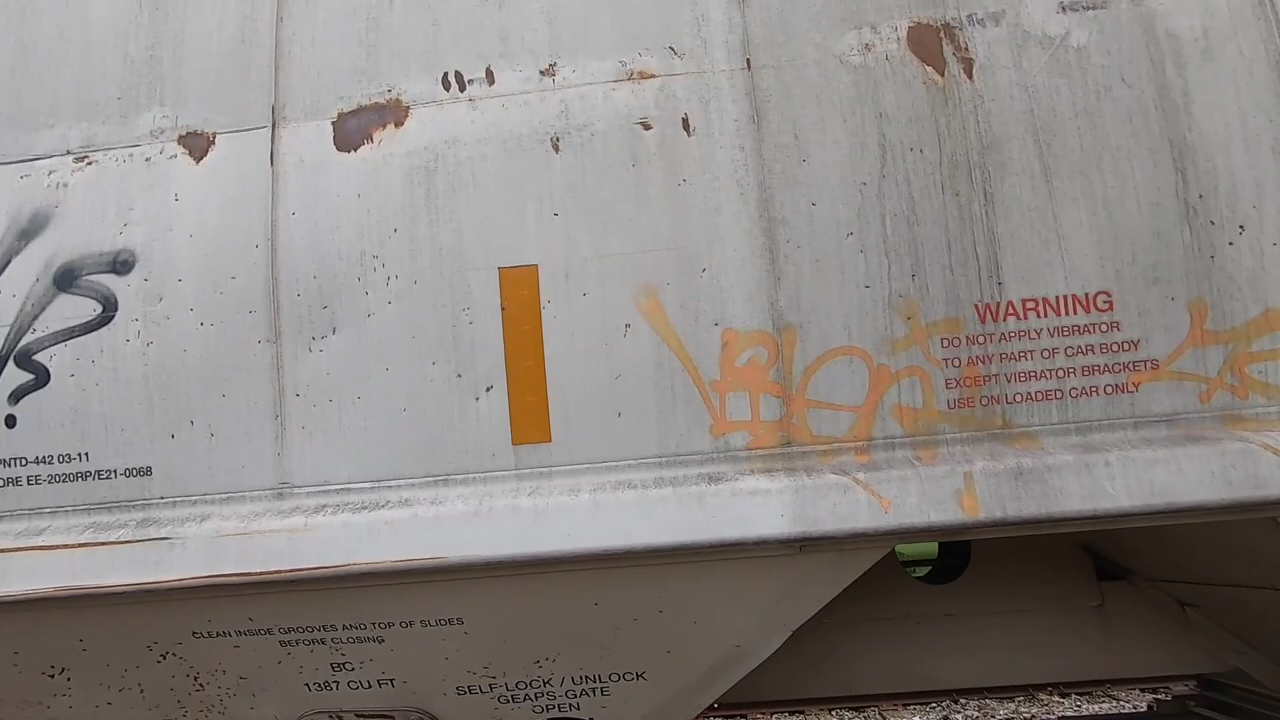 WARNING
DO NOT APPLY VIBRATOR
TO ANY PART OF CAR BODY
EXCEPT VIBRATOR BRACKETS
USE ON LOADED CAR ONLY
PNTD-442 03-11
ORE EE-2020RP/E21-0068
CLEAN INSIDE GROOVES AND TOP OF SLIDES
BEFORE CLOSING
BC
1387 CU FT
SELF-LOCK / UNLOCK
GEAPS-GATE
OPEN